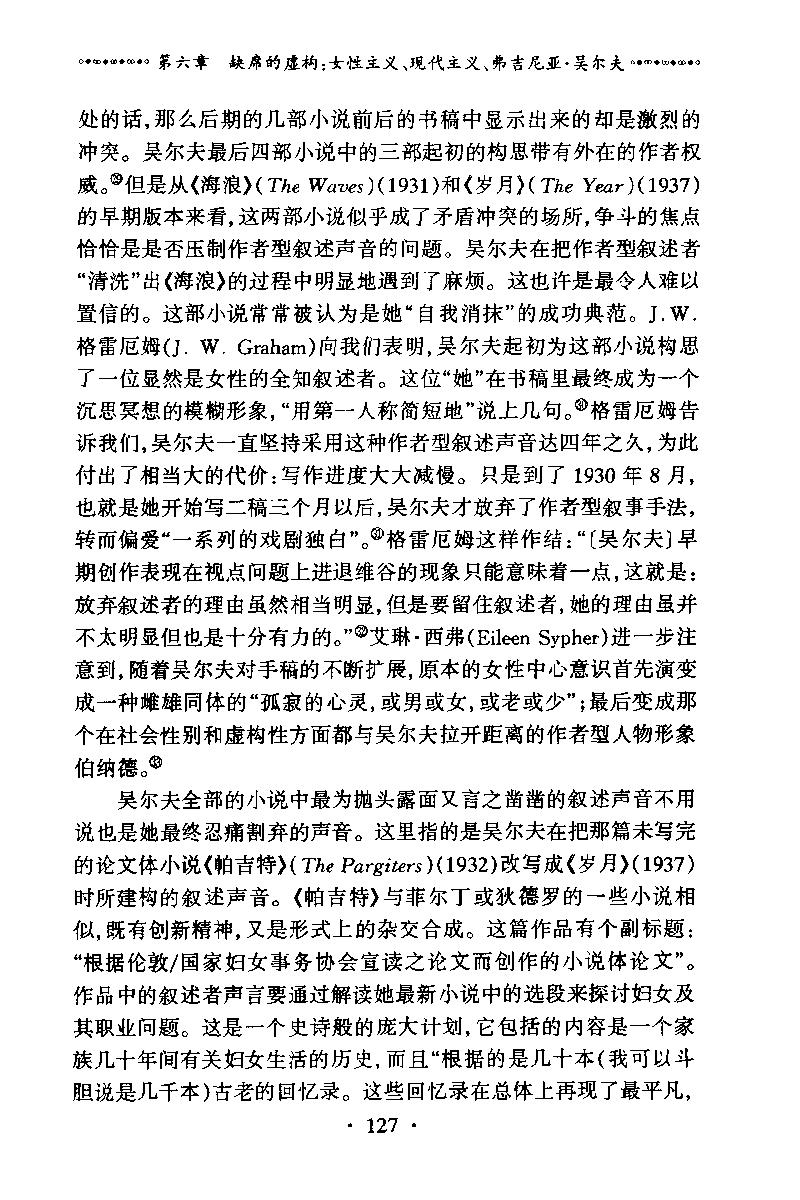 第六章 缺席的虚构:女性主义、现代主义、弗吉尼亚·吴尔夫
处的话,那么后期的几部小说前后的书稿中显示出来的却是激烈的
冲突。吴尔夫最后四部小说中的三部起初的构思带有外在的作者权
威。㉙但是从《海浪》(The Waves)(1931)和《岁月》(The Year)(1937)
的早期版本来看,这两部小说似乎成了矛盾冲突的场所,争斗的焦点
恰恰是是否压制作者型叙述声音的问题。吴尔夫在把作者型叙述者
“清洗”出《海浪》的过程中明显地遇到了麻烦。这也许是最令人难以
置信的。这部小说常常被认为是她“自我消抹”的成功典范。J.W.
格雷厄姆(J. W. Graham)向我们表明,吴尔夫起初为这部小说构思
了一位显然是女性的全知叙述者。这位“她”在书稿里最终成为一个
沉思冥想的模糊形象,“用第一人称简短地”说上几句。㉚格雷厄姆告
诉我们,吴尔夫一直坚持采用这种作者型叙述声音达四年之久,为此
付出了相当大的代价:写作进度大大减慢。只是到了 1930 年 8 月,
也就是她开始写二稿三个月以后,吴尔夫才放弃了作者型叙事手法,
转而偏爱“一系列的戏剧独白”。㉛格雷厄姆这样作结:“〔吴尔夫〕早
期创作表现在视点问题上进退维谷的现象只能意味着一点,这就是:
放弃叙述者的理由虽然相当明显,但是要留住叙述者,她的理由虽并
不太明显但也是十分有力的。”㉜艾琳·西弗(Eileen Sypher)进一步注
意到,随着吴尔夫对手稿的不断扩展,原本的女性中心意识首先演变
成一种雌雄同体的“孤寂的心灵,或男或女,或老或少”;最后变成那
个在社会性别和虚构性方面都与吴尔夫拉开距离的作者型人物形象
伯纳德。㉝
吴尔夫全部的小说中最为抛头露面又言之凿凿的叙述声音不用
说也是她最终忍痛割弃的声音。这里指的是吴尔夫在把那篇未写完
的论文体小说《帕吉特》(The Pargiters)(1932)改写成《岁月》(1937)
时所建构的叙述声音。《帕吉特》与菲尔丁或狄德罗的一些小说相
似,既有创新精神,又是形式上的杂交合成。这篇作品有个副标题:
“根据伦敦/国家妇女事务协会宣读之论文而创作的小说体论文”。
作品中的叙述者声言要通过解读她最新小说中的选段来探讨妇女及
其职业问题。这是一个史诗般的庞大计划,它包括的内容是一个家
族几十年间有关妇女生活的历史,而且“根据的是几十本(我可以斗
胆说是几千本)古老的回忆录。这些回忆录在总体上再现了最平凡,
· 127 ·